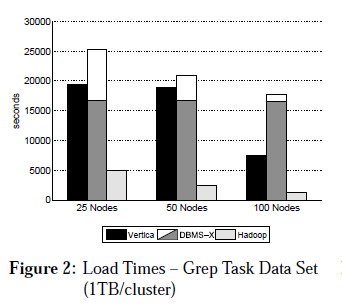 30000
25000
20000
15000
10000
5000
0
seconds
25 Nodes 50 Nodes 100 Nodes
Vertica DBMS–X Hadoop
Figure 2: Load Times – Grep Task Data Set
(1TB/cluster)